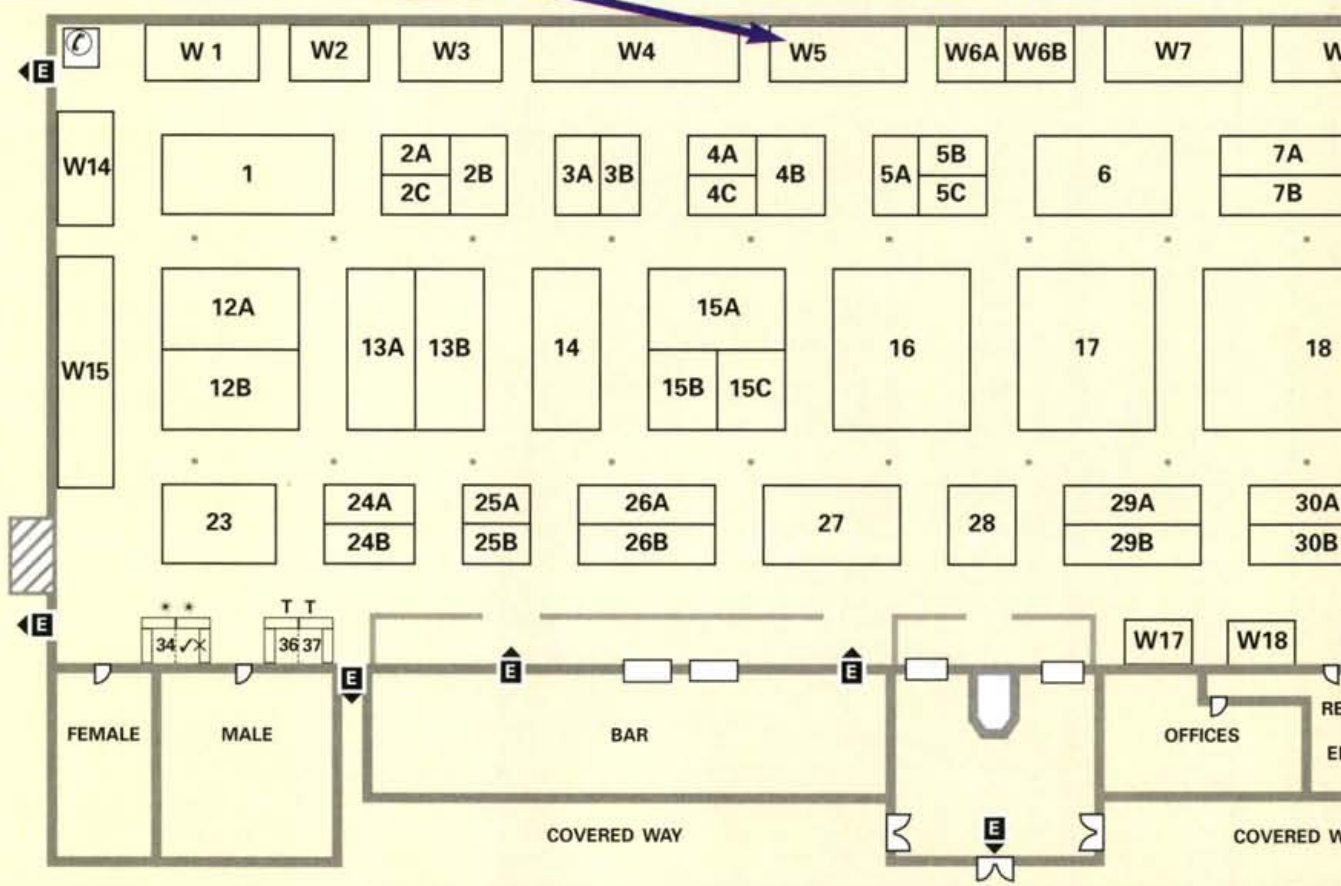 W 1 W2 W3 W4 W5 W6A W6B W7
E
W14 1 2A 2B 3A 3B 4A 4B 5A 5B 6 7A
2C 4C 5C 7B
12A 13A 13B 14 15A 16 17 18
W15
12B 15B 15C
23 24A 25A 26A 27 28 29A 30A
24B 25B 26B 29B 30B
* * T T
E 34 ✓ X 36 37 W17 W18
E E E
FEMALE MALE BAR OFFICES
COVERED WAY E COVERED